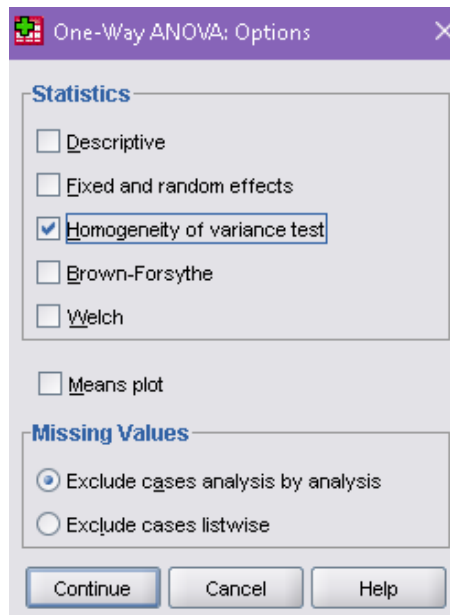 One-Way ANOVA: Options
Statistics
Descriptive
Fixed and random effects
Homogeneity of variance test
Brown-Forsythe
Welch
Means plot
Missing Values
Exclude cases analysis by analysis
Exclude cases listwise
Continue Cancel Help